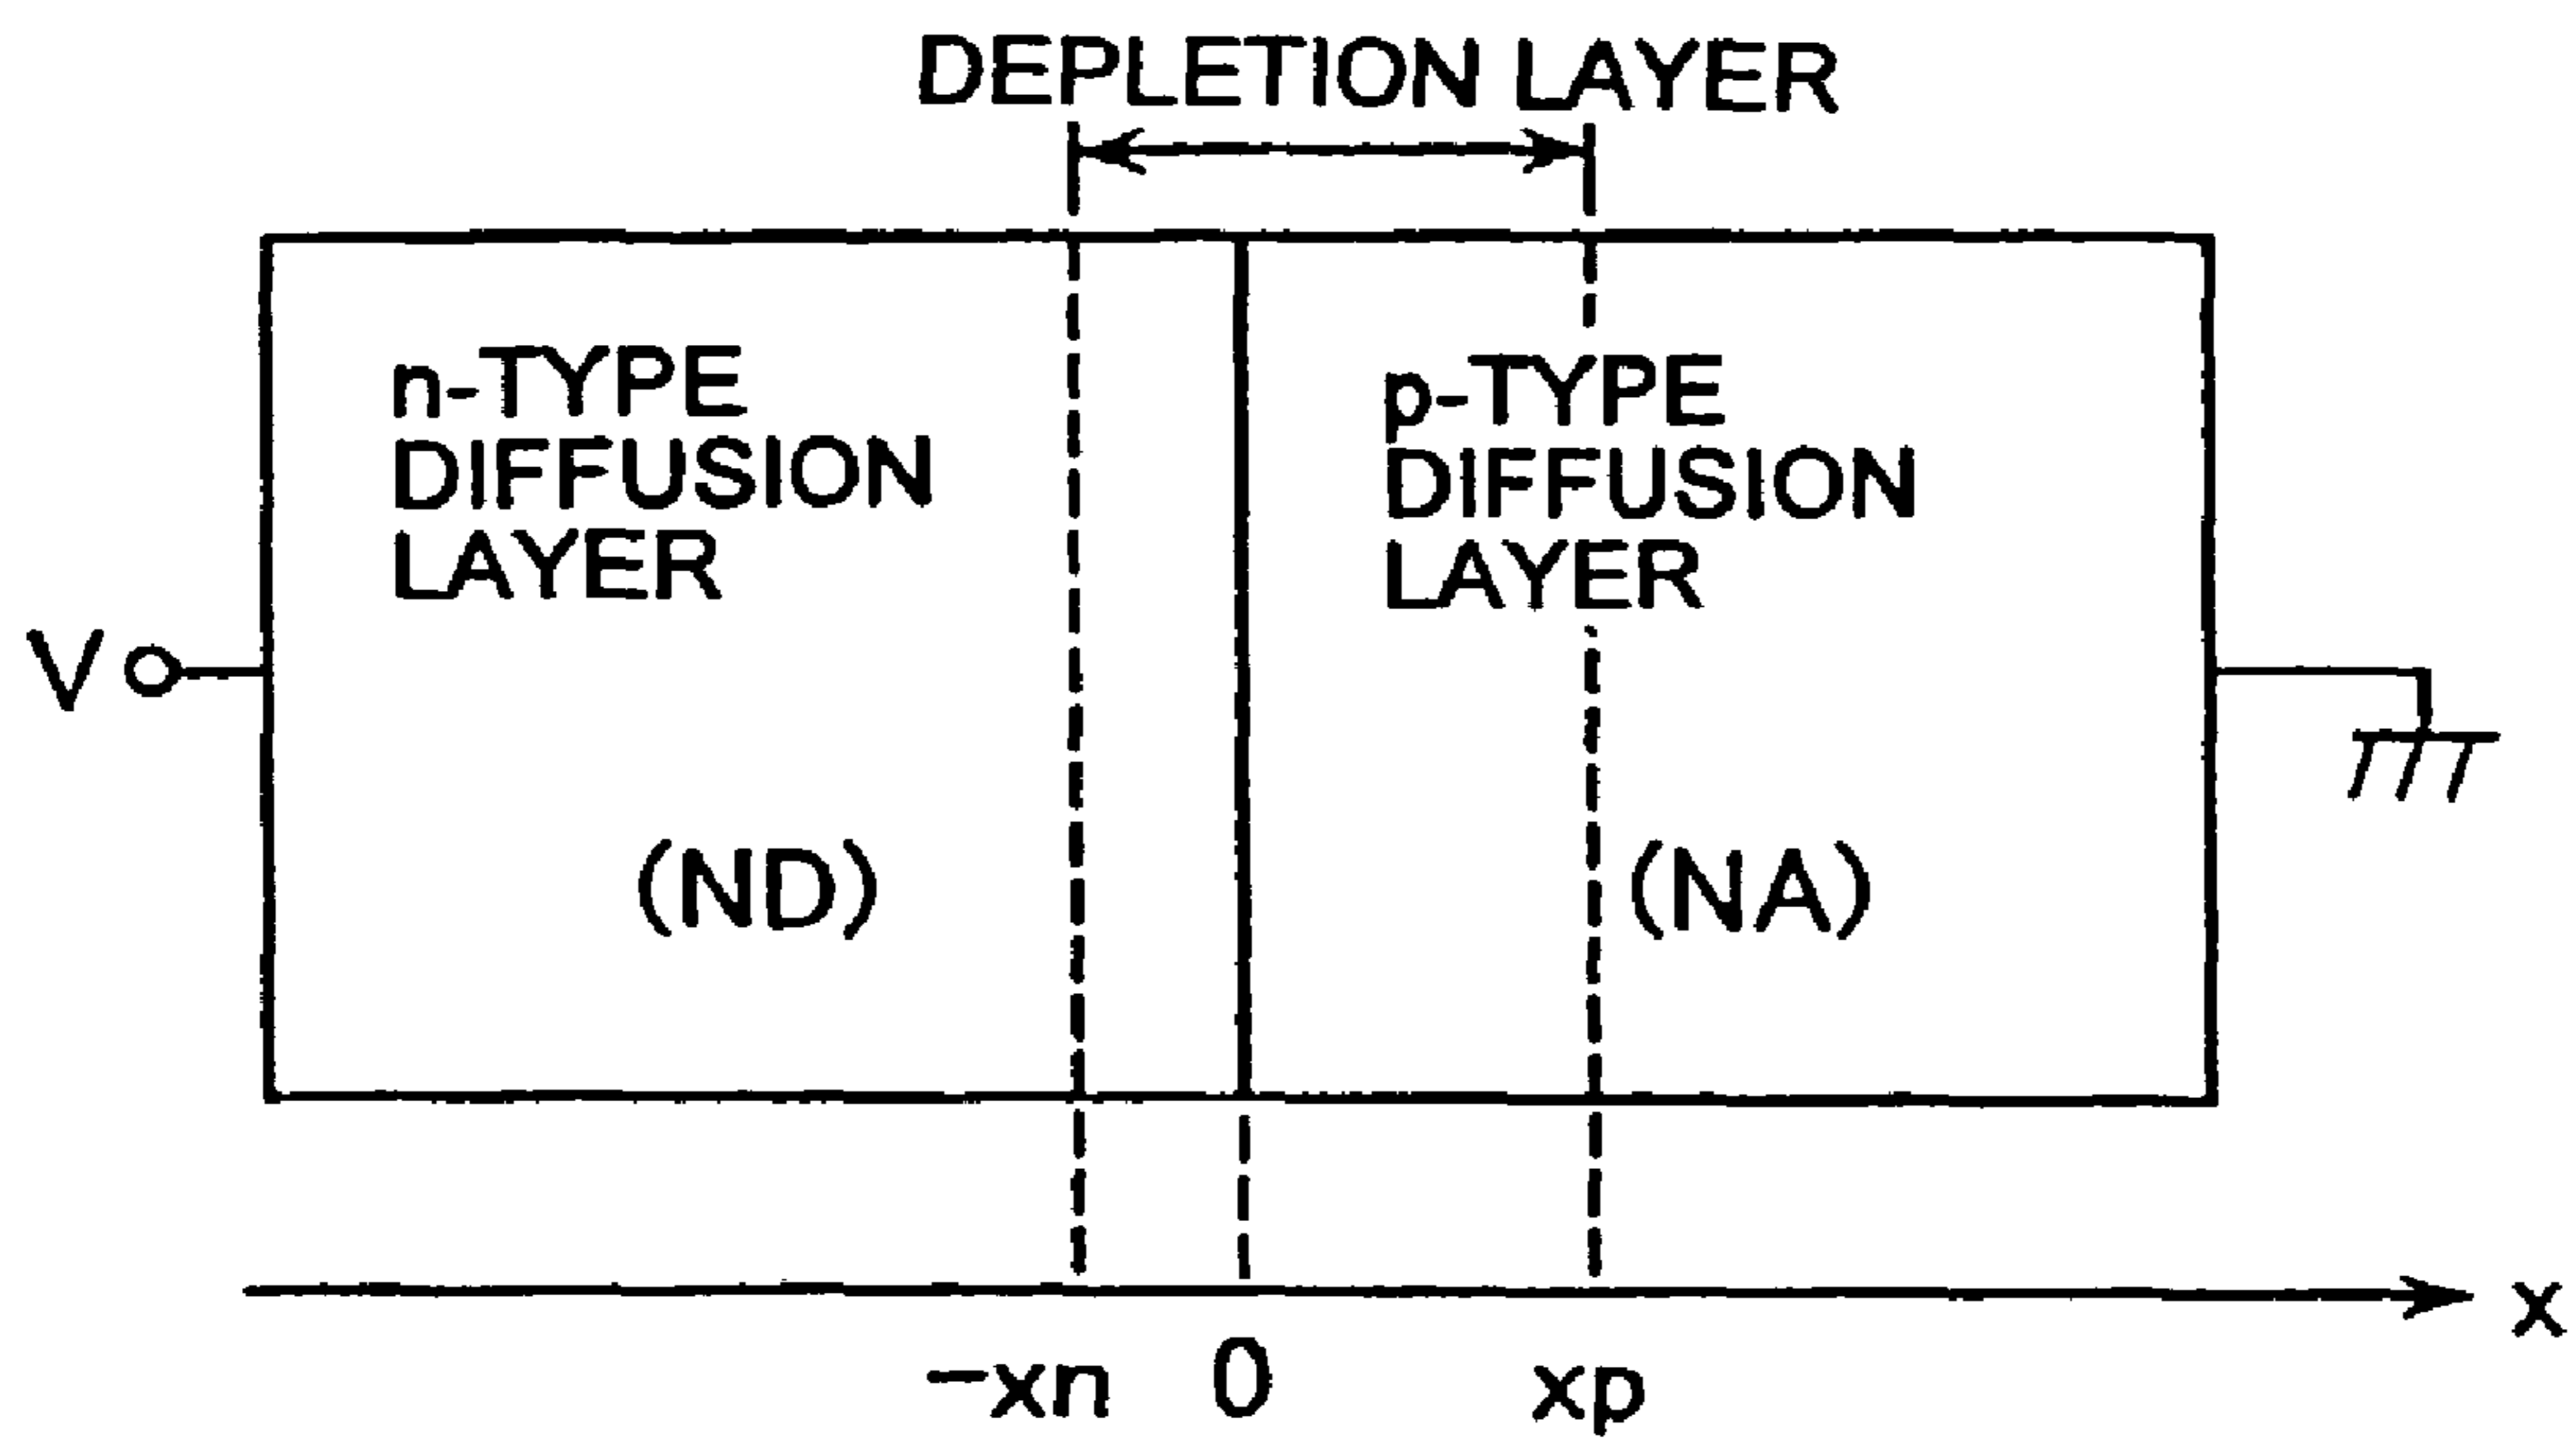 DEPLETION LAYER
n-TYPE
DIFFUSION
LAYER
p-TYPE
DIFFUSION
LAYER
V
(ND)
(NA)
x
-xn
0
xp